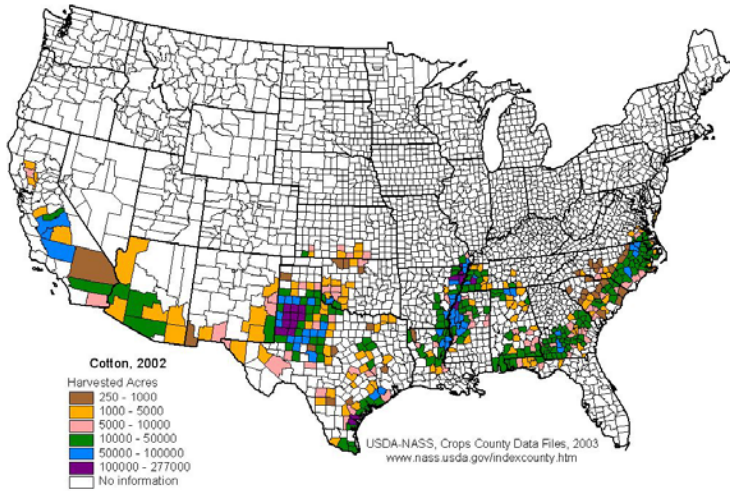 Cotton, 2002
Harvested Acres
250 - 1000
1000 - 5000
5000 - 10000
10000 - 50000
50000 - 100000
100000 - 277000
No information
USDA-NASS, Crops County Data Files, 2003
www.nass.usda.gov/indexcounty.htm